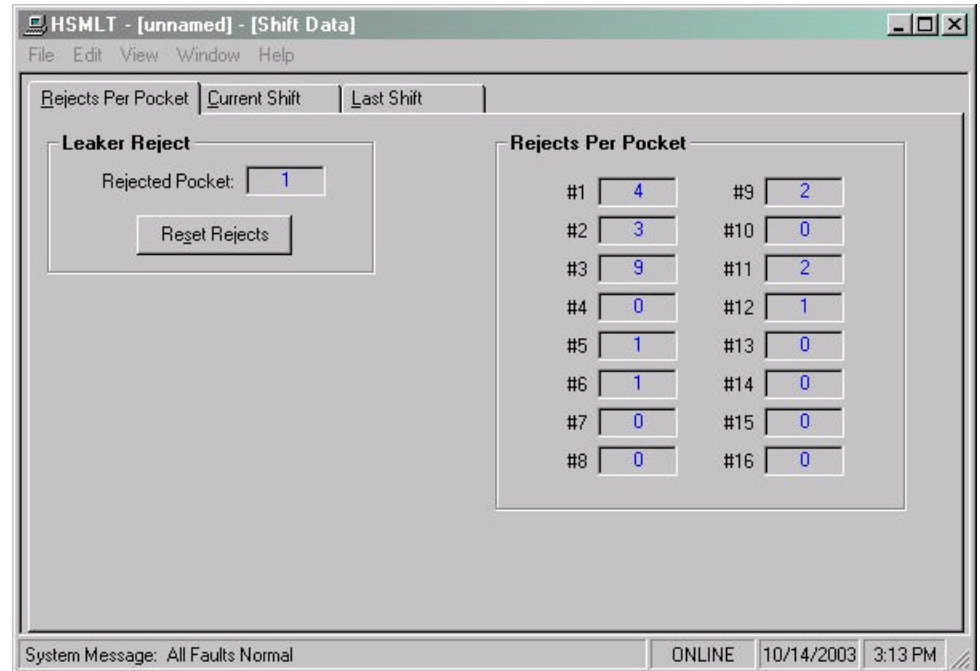 HSMLT - [unnamed] - [Shift Data]
File Edit View Window Help
Rejects Per Pocket Current Shift Last Shift
Leaker Reject
Rejected Pocket: 1
Reset Rejects
Rejects Per Pocket
#1 4 #9 2
#2 3 #10 0
#3 9 #11 2
#4 0 #12 1
#5 1 #13 0
#6 1 #14 0
#7 0 #15 0
#8 0 #16 0
System Message: All Faults Normal ONLINE 10/14/2003 3:13 PM